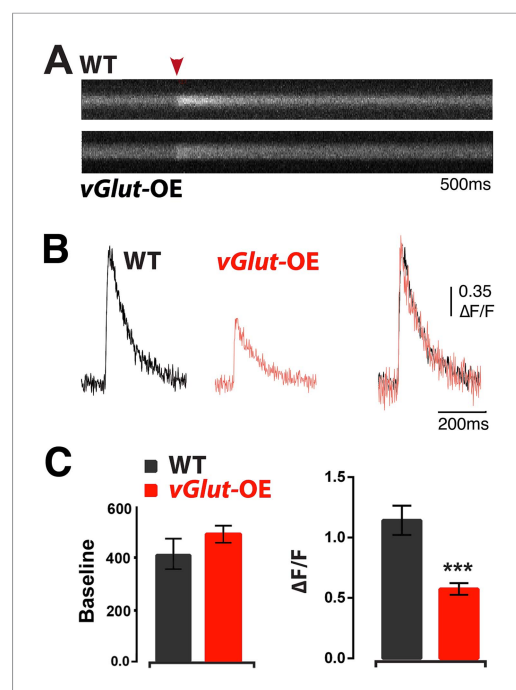 A
WT
vGlut-OE
500ms
B
WT
vGlut-OE
0.35
ΔF/F
200ms
C
WT
vGlut-OE
Baseline
600
400
200
0.0
ΔF/F
1.5
1.0
0.5
0.0
***